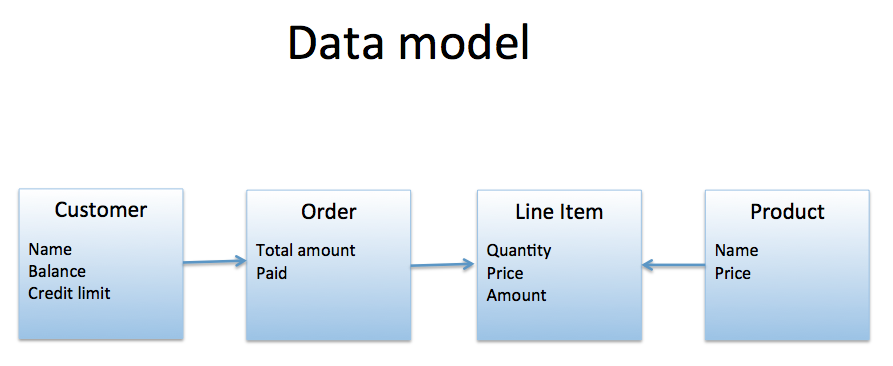 Data model
Customer
Name
Balance
Credit limit
Order
Total amount
Paid
Line Item
Quantity
Price
Amount
Product
Name
Price